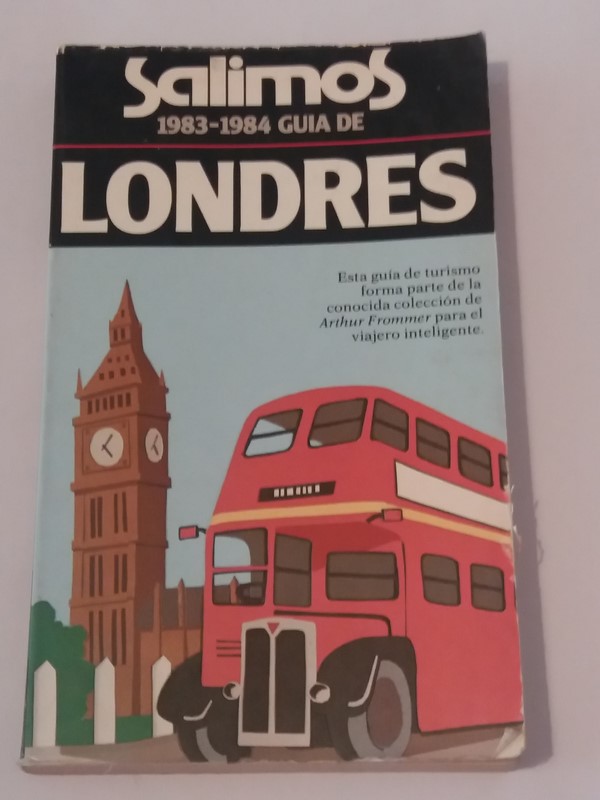 Salimos
1983-1984 GUIA DE
LONDRES
Esta guía de turismo
forma parte de la
conocida colección de
Arthur Frommer para el
viajero inteligente.